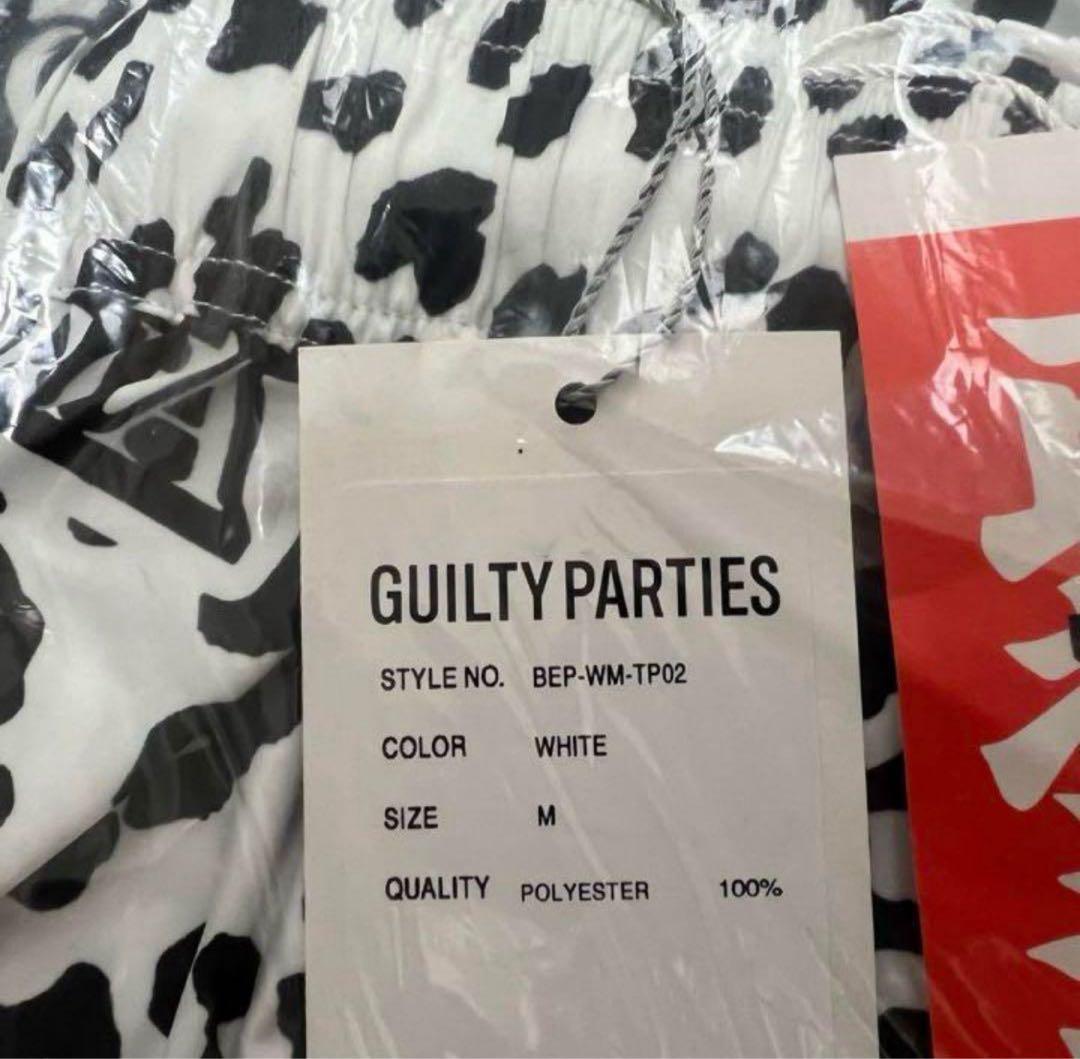 GUILTY PARTIES
STYLE NO. BEP-WM-TP02
COLOR WHITE
SIZE M
QUALITY POLYESTER 100%